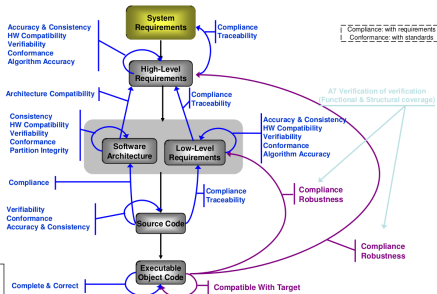 System
Requirements
Accuracy & Consistency
HW Compatibility
Verifiability
Conformance
Algorithm Accuracy
Compliance
Traceability
Compliance: with requirements
Conformance: with standards
High-Level
Requirements
Architecture Compatibility
Compliance
Traceability
A7 Verification of verification
(Functional & Structural coverage)
Consistency
HW Compatibility
Verifiability
Conformance
Partition Integrity
Software
Architecture
Low-Level
Requirements
Accuracy & Consistency
HW Compatibility
Verifiability
Conformance
Algorithm Accuracy
Compliance
Compliance
Traceability
Compliance
Robustness
Verifiability
Conformance
Accuracy & Consistency
Source Code
Compliance
Robustness
Executable
Object Code
Complete & Correct
Compatible With Target